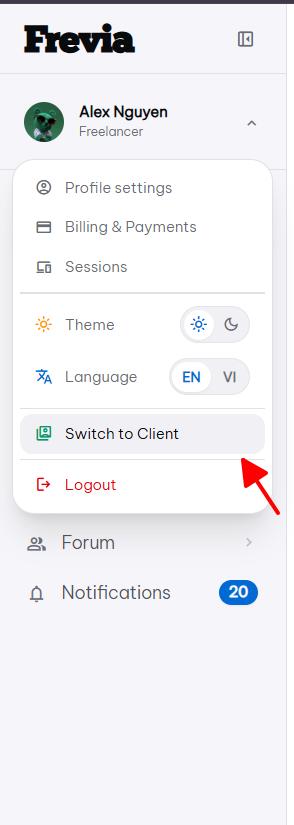 Frevia
Alex Nguyen
Freelancer
Profile settings
Billing & Payments
Sessions
Theme
Language
EN VI
Switch to Client
Logout
Forum
Notifications
20